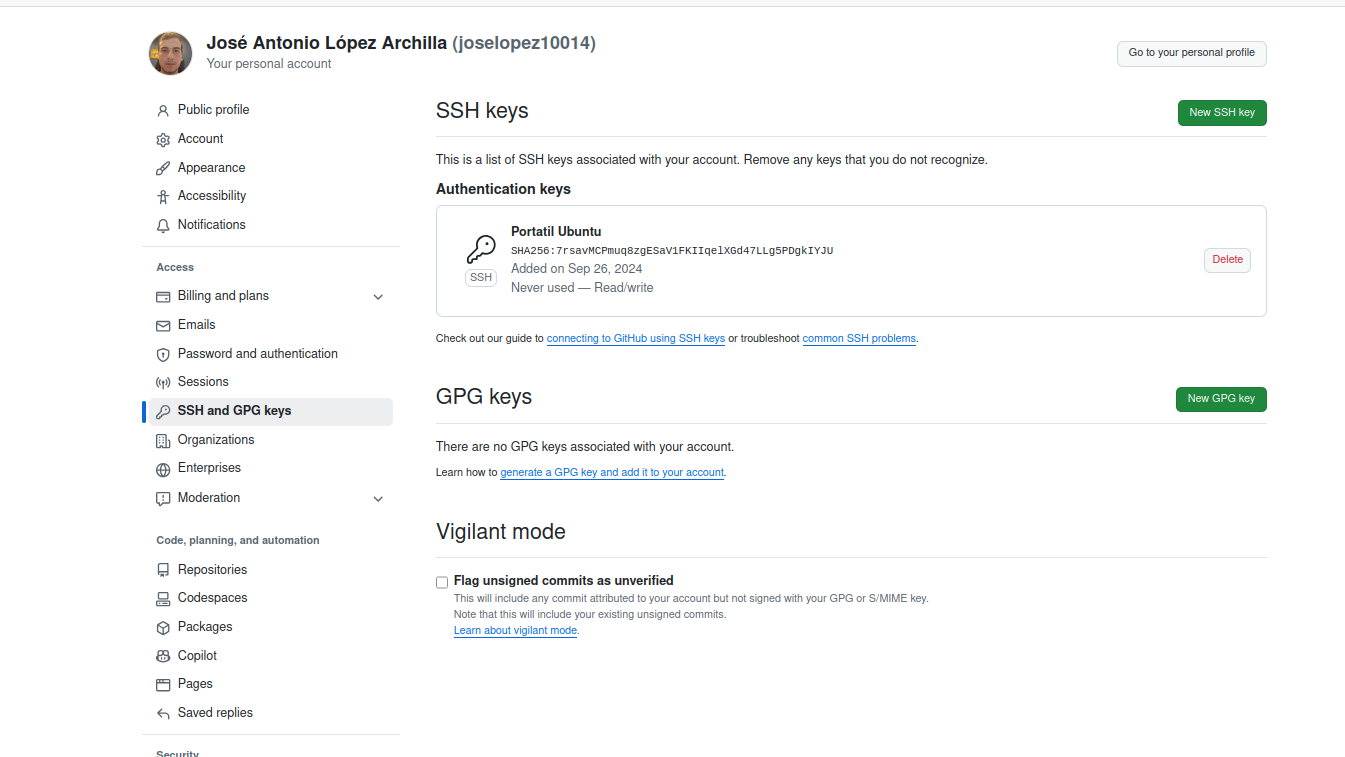 José Antonio López Archilla (joselopez10014)
Your personal account
Go to your personal profile
Public profile
Account
Appearance
Accessibility
Notifications
Access
Billing and plans
Emails
Password and authentication
Sessions
SSH and GPG keys
Organizations
Enterprises
Moderation
Code, planning, and automation
Repositories
Codespaces
Packages
Copilot
Pages
Saved replies
Security
SSH keys
New SSH key
This is a list of SSH keys associated with your account. Remove any keys that you do not recognize.
Authentication keys
SSH
Portatil Ubuntu
SHA256:7rsavMCPmuq8zgESaV1FKIIqelXGd47LLg5PDgkIYJU
Added on Sep 26, 2024
Never used — Read/write
Delete
Check out our guide to connecting to GitHub using SSH keys or troubleshoot common SSH problems.
GPG keys
New GPG key
There are no GPG keys associated with your account.
Learn how to generate a GPG key and add it to your account.
Vigilant mode
Flag unsigned commits as unverified
This will include any commit attributed to your account but not signed with your GPG or S/MIME key.
Note that this will include your existing unsigned commits.
Learn about vigilant mode.